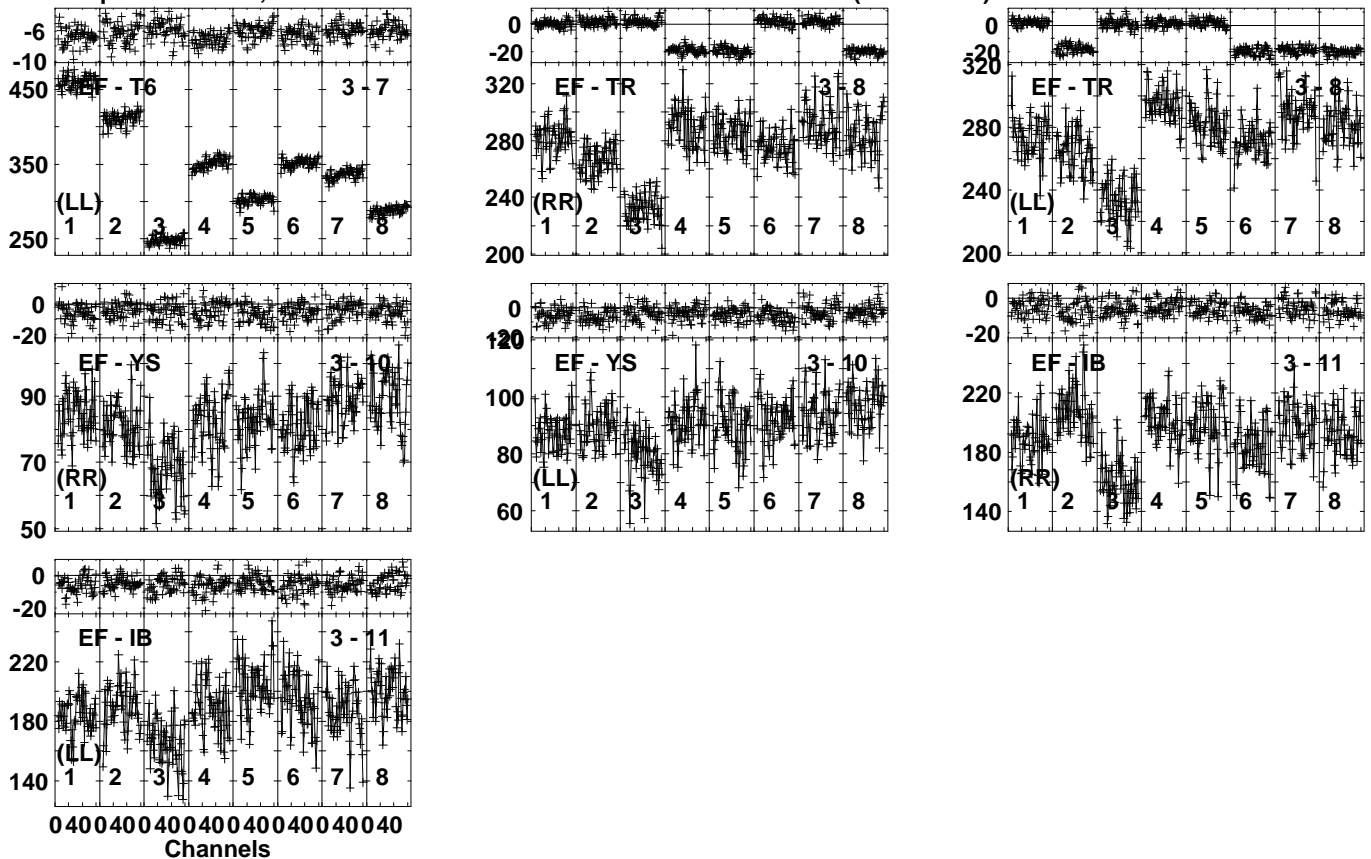 -6
-10
EF - T6 3 - 7
450
350
250
(LL)
1 2 3 4 5 6 7 8
0
-20
EF - TR 3 - 8
320
280
240
200
(RR)
1 2 3 4 5 6 7 8
0
-20
320
EF - TR 3 - 8
280
240
200
(LL)
1 2 3 4 5 6 7 8
0
-20
EF - YS 3 - 10
90
70
50
(RR)
1 2 3 4 5 6 7 8
0
-20
120
EF - YS 3 - 10
100
80
60
(LL)
1 2 3 4 5 6 7 8
0
-20
EF - IB 3 - 11
220
180
140
(RR)
1 2 3 4 5 6 7 8
0
-20
EF - IB 3 - 11
220
180
140
(LL)
1 2 3 4 5 6 7 8
0 40 0 40 0 40 0 40 0 40 0 40 0 40 0 40
Channels